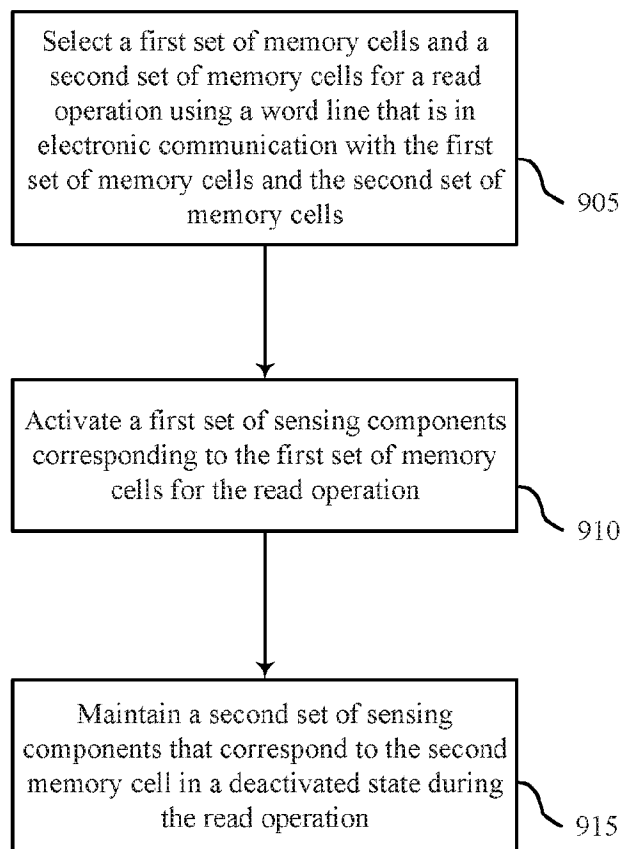 Select a first set of memory cells and a
second set of memory cells for a read
operation using a word line that is in
electronic communication with the first
set of memory cells and the second set of
memory cells
905
Activate a first set of sensing components
corresponding to the first set of memory
cells for the read operation
910
Maintain a second set of sensing
components that correspond to the second
memory cell in a deactivated state during
the read operation
915